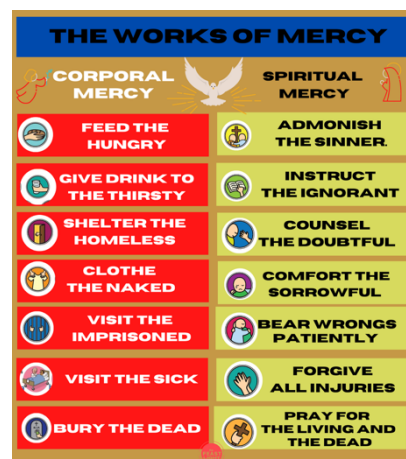 THE WORKS OF MERCY
CORPORAL
MERCY
SPIRITUAL
MERCY
FEED THE
HUNGRY
ADMONISH
THE SINNER.
GIVE DRINK TO
THE THIRSTY
INSTRUCT
THE IGNORANT
SHELTER THE
HOMELESS
COUNSEL
THE DOUBTFUL
CLOTHE
THE NAKED
COMFORT THE
SORROWFUL
VISIT THE
IMPRISONED
BEAR WRONGS
PATIENTLY
VISIT THE SICK
FORGIVE
ALL INJURIES
BURY THE DEAD
PRAY FOR
THE LIVING AND
THE DEAD